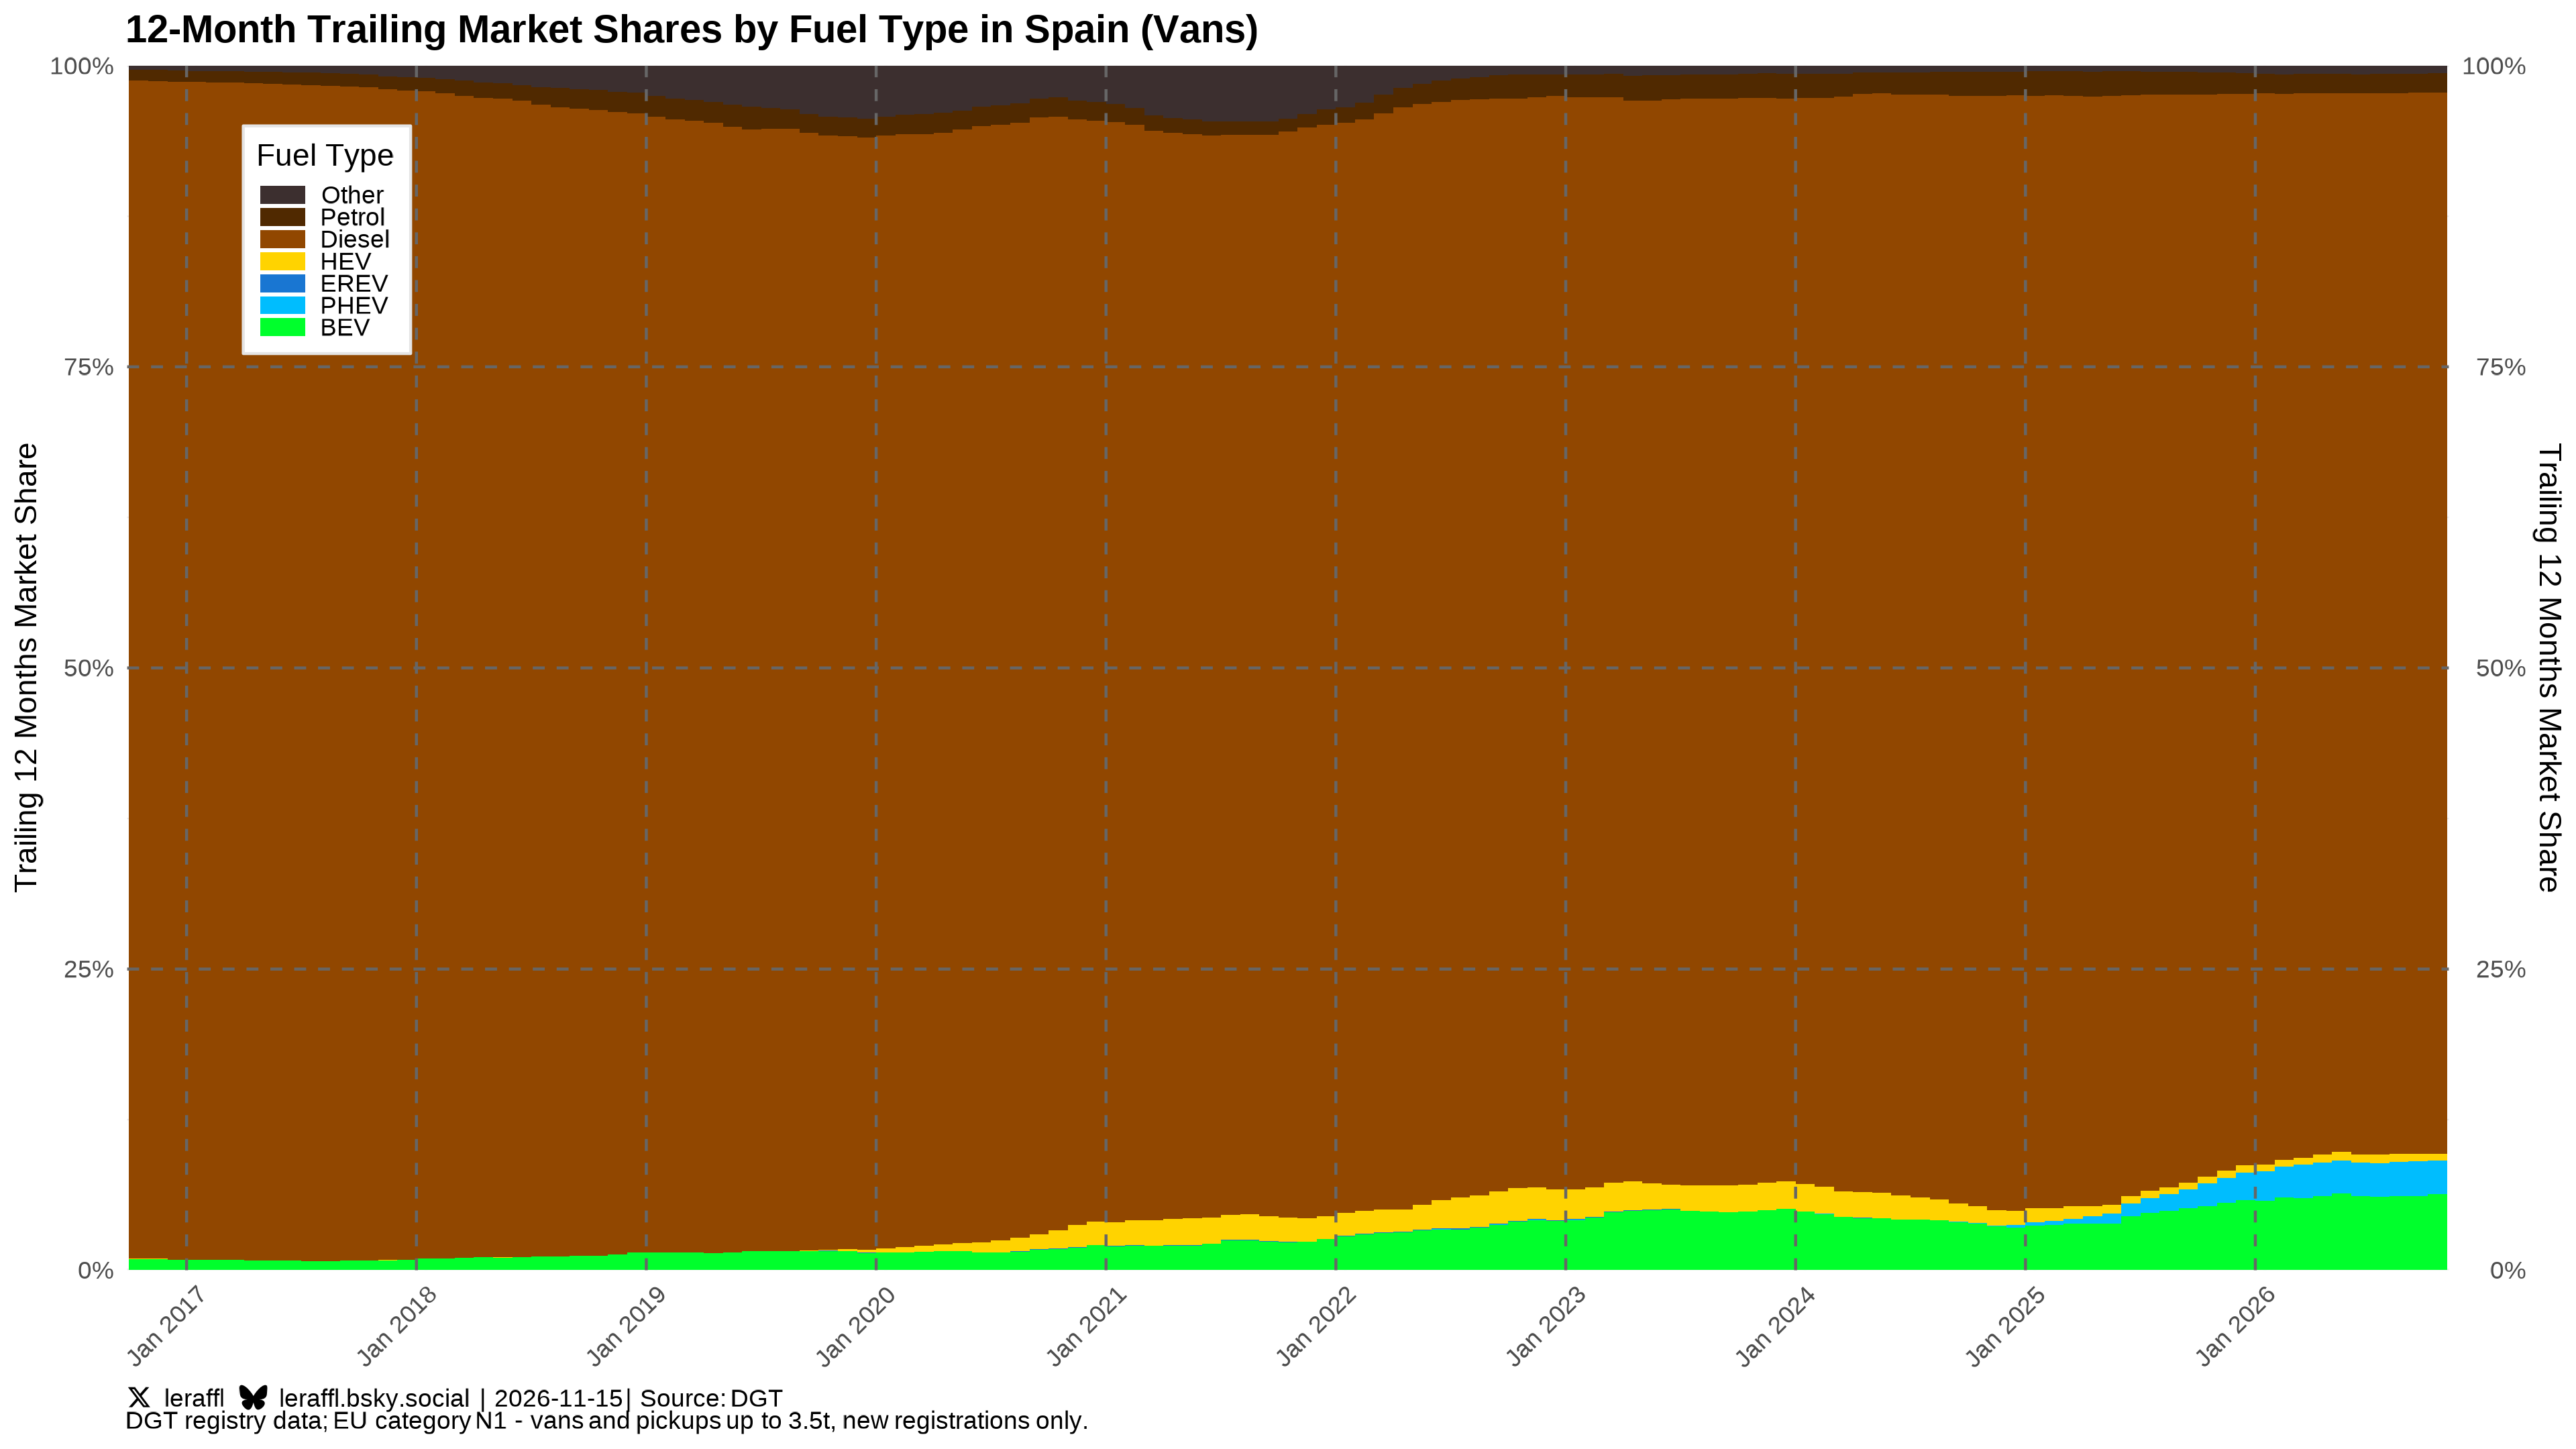 12-Month Trailing Market Shares by Fuel Type in Spain (Vans)
100%
75%
50%
25%
0%
100%
75%
50%
25%
0%
Trailing 12 Months Market Share
Trailing 12 Months Market Share
Fuel Type
Other
Petrol
Diesel
HEV
EREV
PHEV
BEV
Jan 2017
Jan 2018
Jan 2019
Jan 2020
Jan 2021
Jan 2022
Jan 2023
Jan 2024
Jan 2025
Jan 2026
leraffl leraffl.bsky.social | 2026-11-15| Source: DGT
DGT registry data; EU category N1 - vans and pickups up to 3.5t, new registrations only.